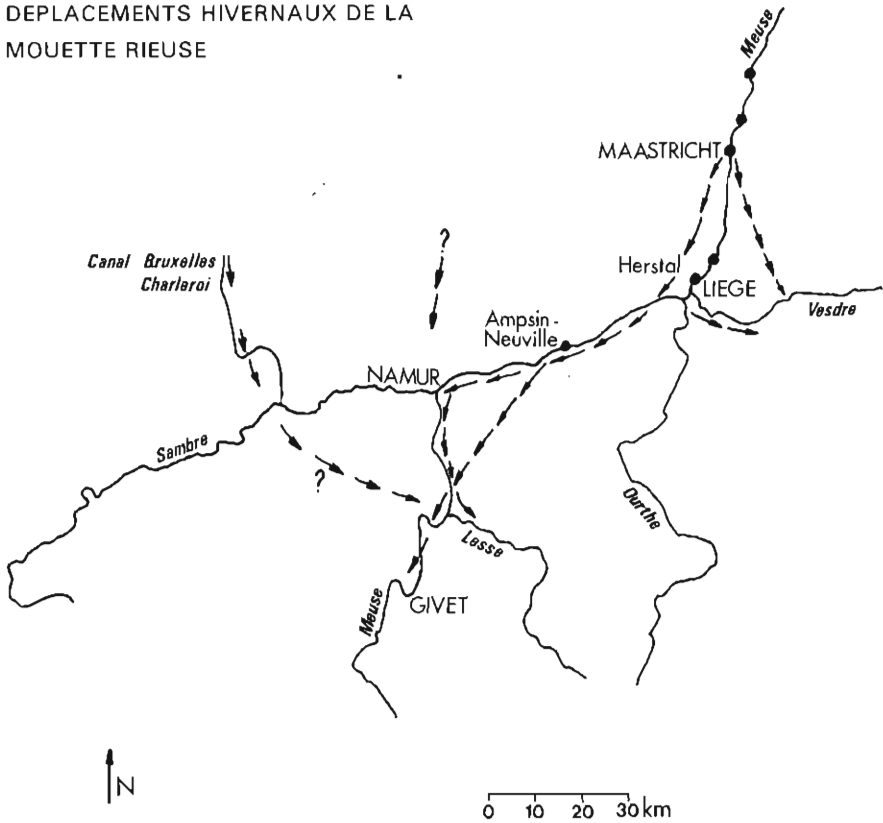 DEPLACEMENTS HIVERNAUX DE LA
MOUETTE RIEUSE
Meuse
MAASTRICHT
?
Canal Bruxelles
Charleroi
Herstal
LIEGE
Vesdre
Ampsin-
Neuville
NAMUR
Sambre
?
Ourthe
Lesse
Meuse
GIVET
N
0 10 20 30 km